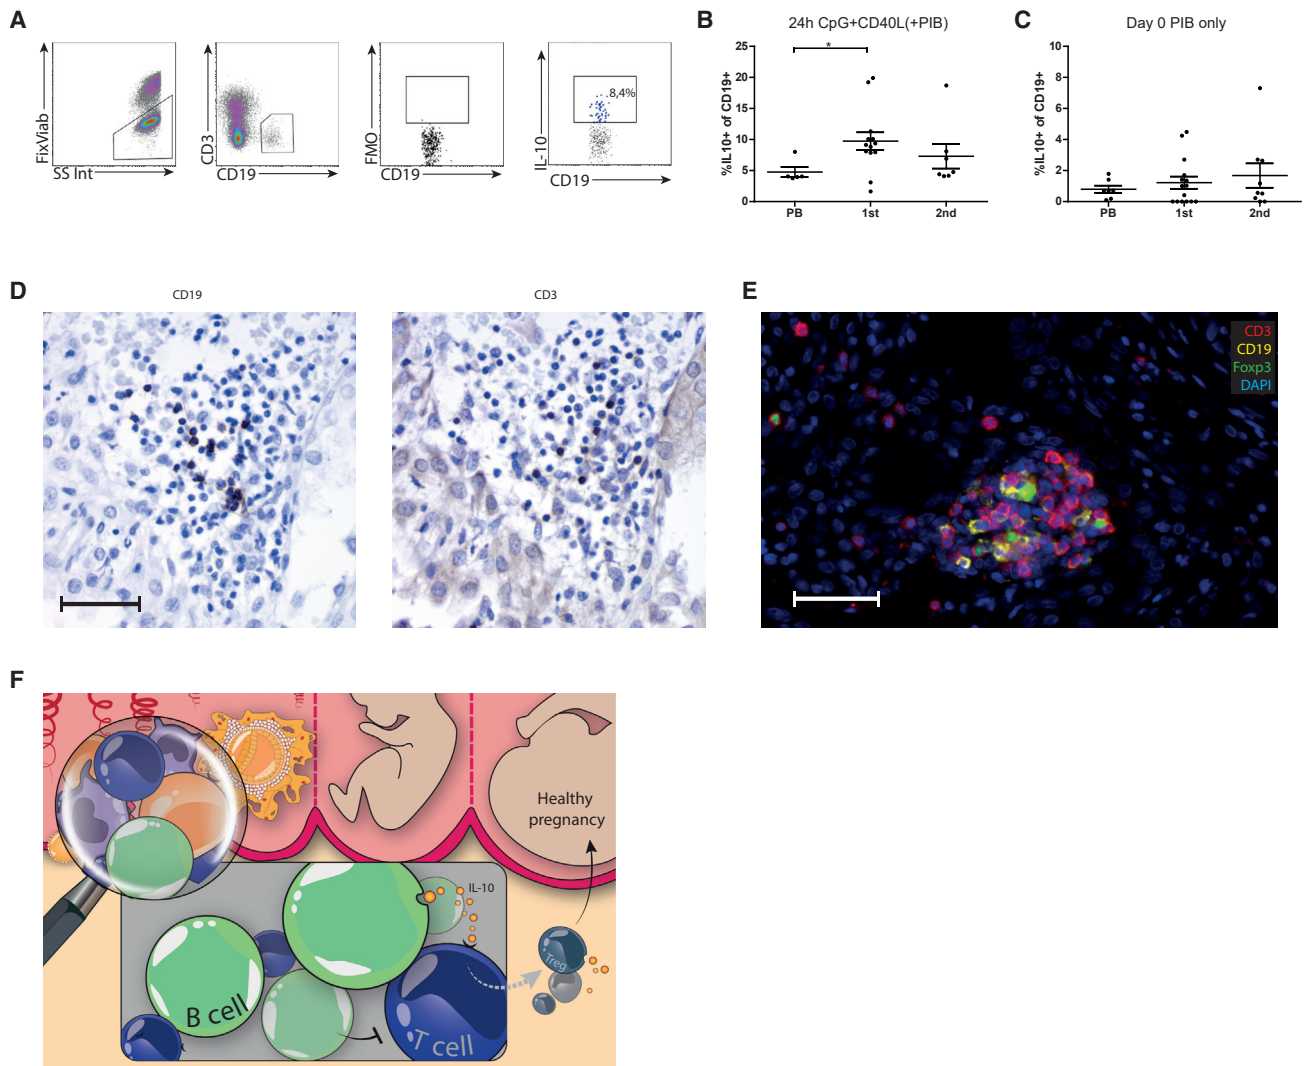 A
FixViab
SS Int
CD3
CD19
FMO
CD19
IL-10
8,4%
CD19
B
24h CpG+CD40L(+PIB)
%IL10+ of CD19+
25
20
15
10
5
0
*
PB
1st
2nd
C
Day 0 PIB only
%IL10+ of CD19+
10
8
6
4
2
0
PB
1st
2nd
D
CD19
CD3
E
CD3
CD19
Foxp3
DAPI
F
Healthy
pregnancy
IL-10
Treg
B cell
T cell